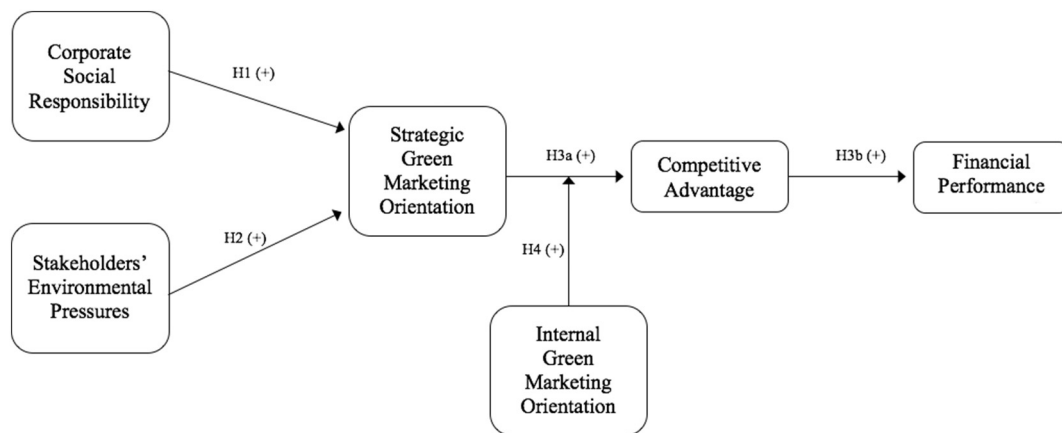 Corporate
Social
Responsibility
H1 (+)
Strategic
Green
Marketing
Orientation
H3a (+)
Competitive
Advantage
H3b (+)
Financial
Performance
H2 (+)
Stakeholders’
Environmental
Pressures
H4 (+)
Internal
Green
Marketing
Orientation